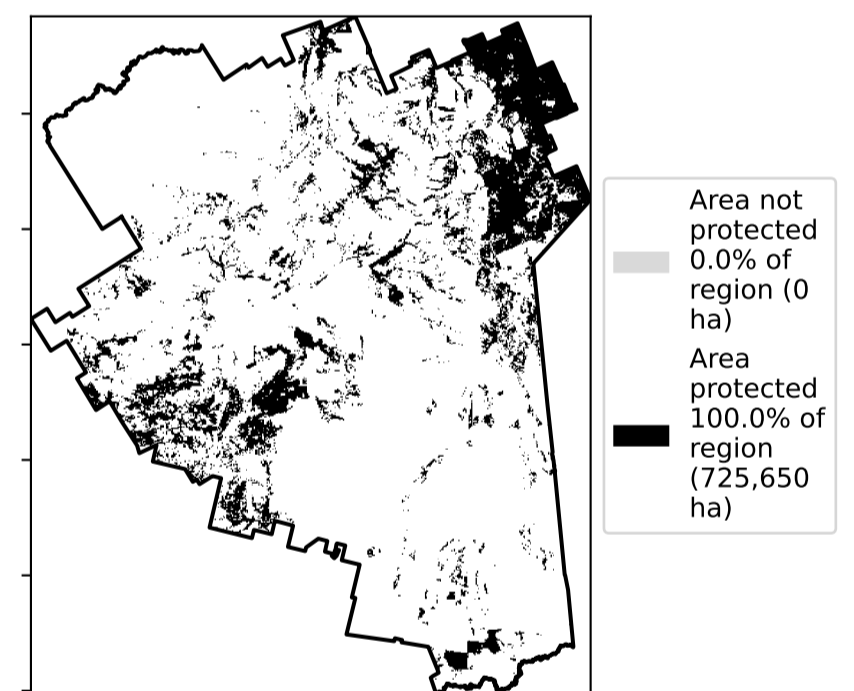 Area not
protected
0.0% of
region (0
ha)
Area
protected
100.0% of
region
(725,650
ha)